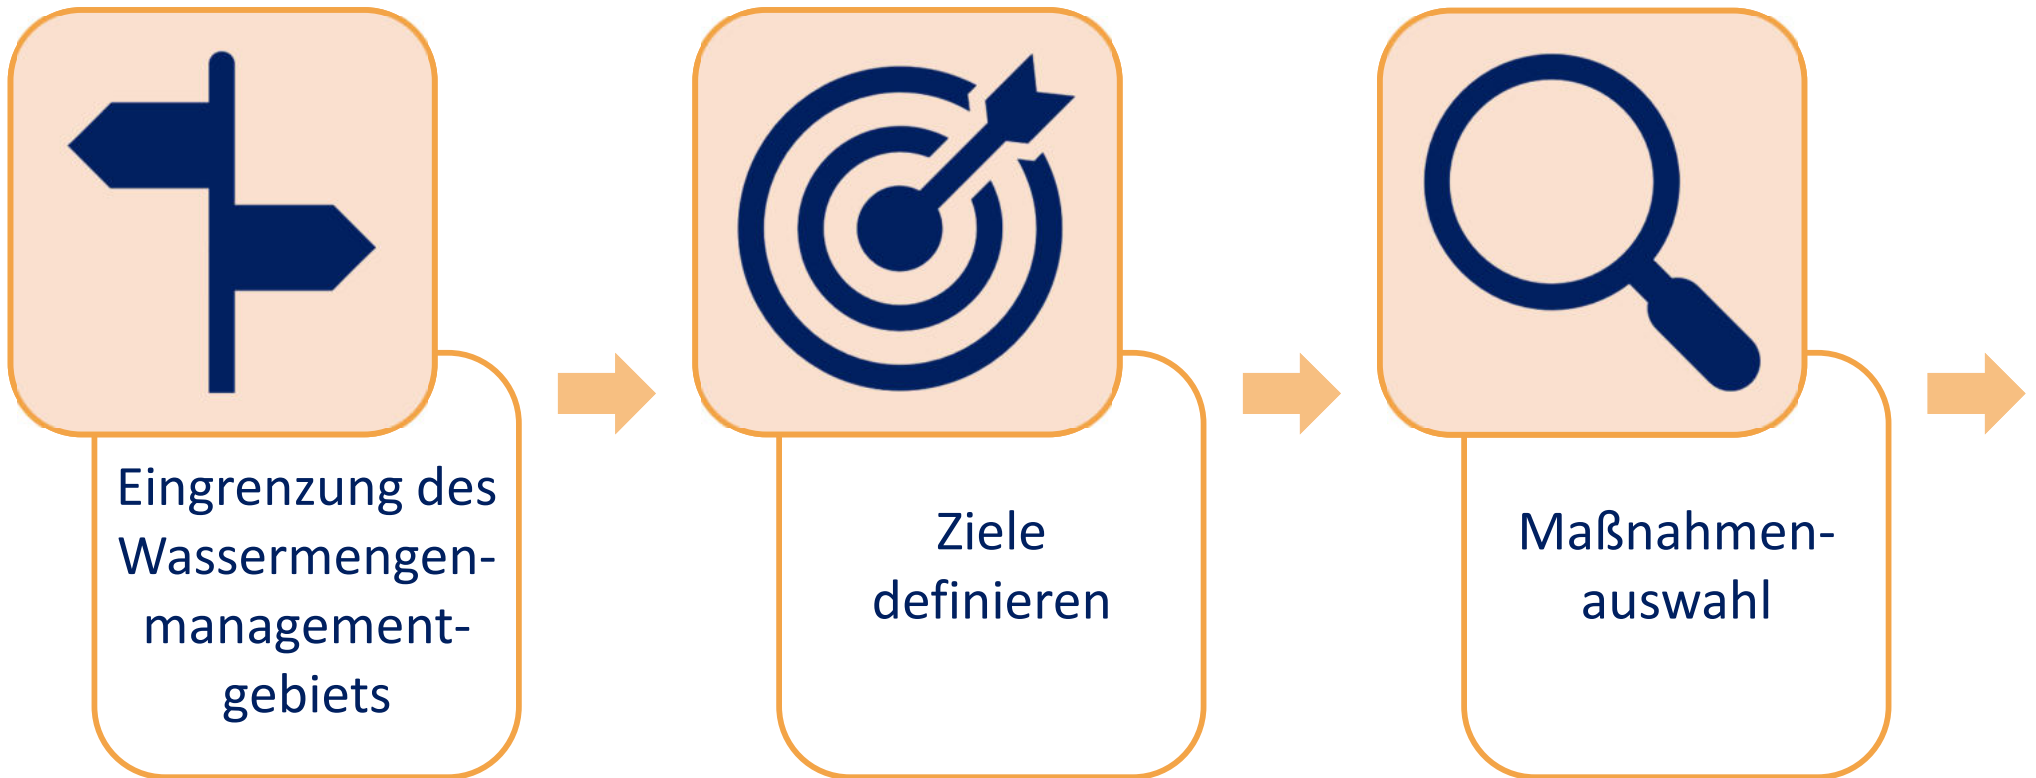 Eingrenzung des
Wassermengen-
management-
gebiets
Ziele
definieren
Maßnahmen-
auswahl